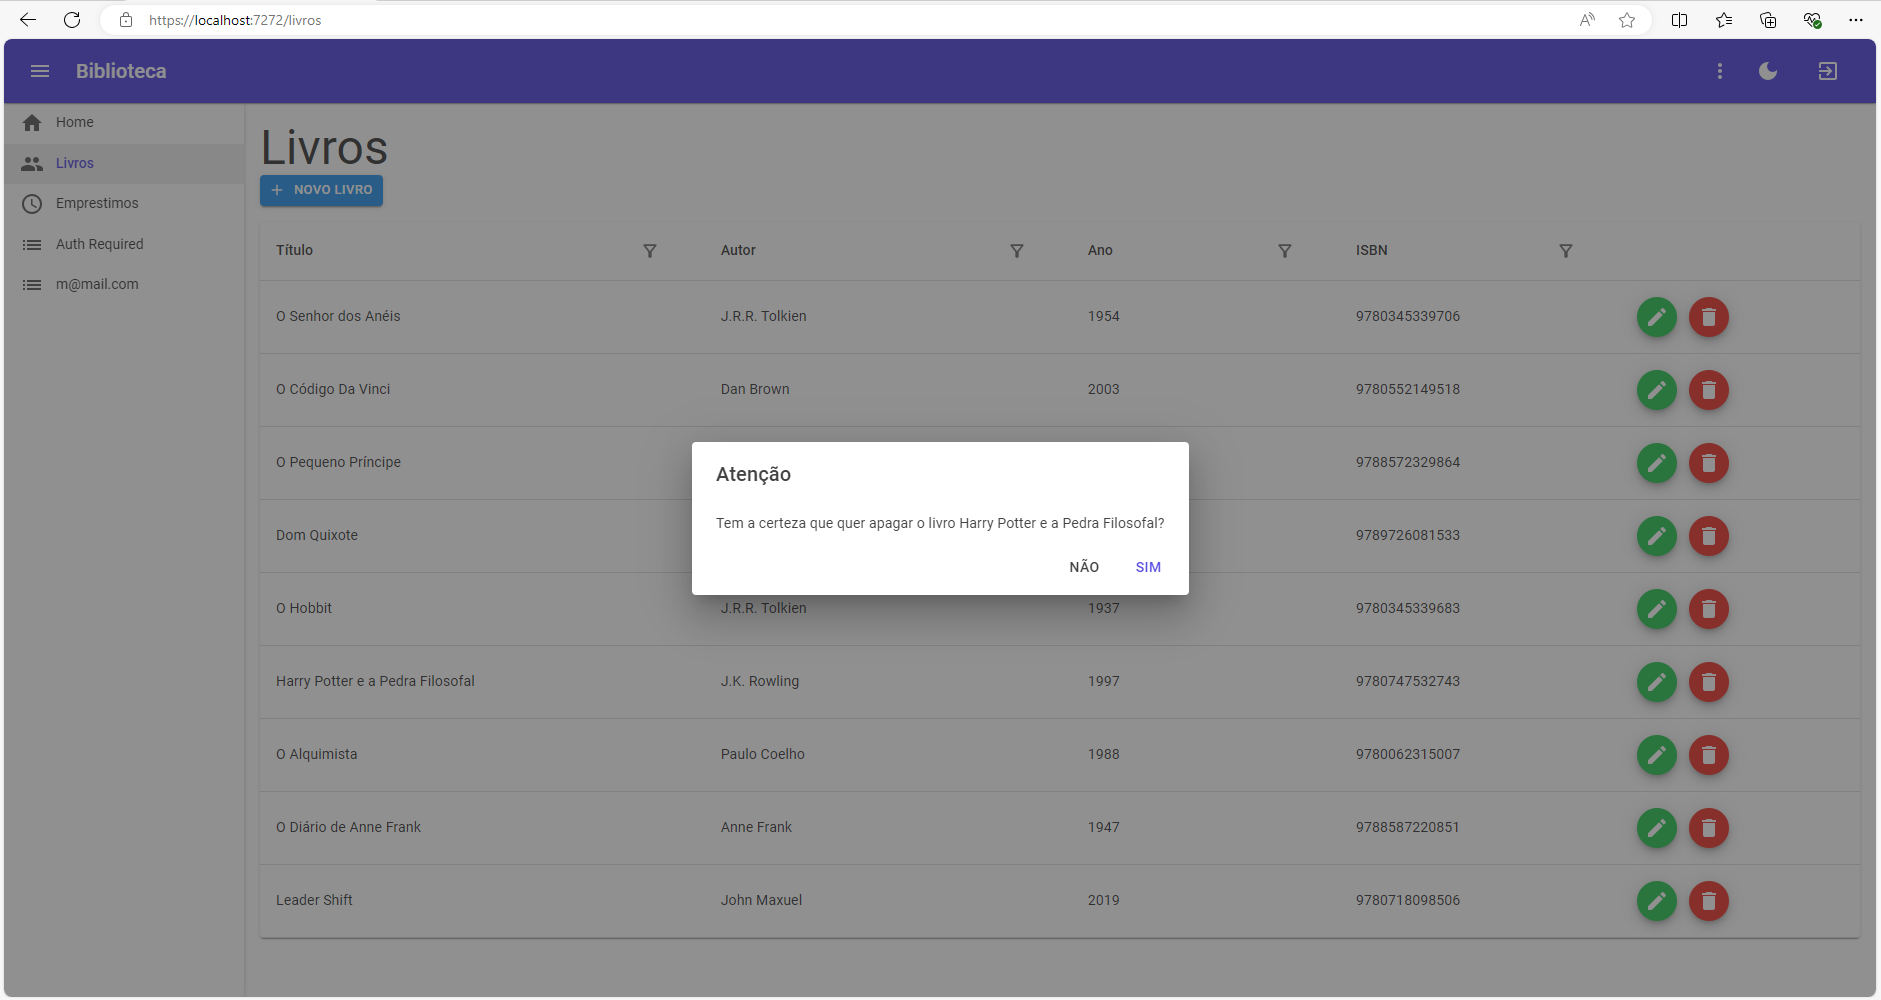 https://localhost:7272/livros
Biblioteca
Home
Livros
Emprestimos
Auth Required
m@mail.com
Livros
+ NOVO LIVRO
Título Autor Ano ISBN
O Senhor dos Anéis J.R.R. Tolkien 1954 9780345339706
O Código Da Vinci Dan Brown 2003 9780552149518
O Pequeno Príncipe 9788572329864
Dom Quixote 9789726081533
O Hobbit J.R.R. Tolkien 1937 9780345339683
Harry Potter e a Pedra Filosofal J.K. Rowling 1997 9780747532743
O Alquimista Paulo Coelho 1988 9780062315007
O Diário de Anne Frank Anne Frank 1947 9788587220851
Leader Shift John Maxuel 2019 9780718098506
Atenção
Tem a certeza que quer apagar o livro Harry Potter e a Pedra Filosofal?
NÃO SIM